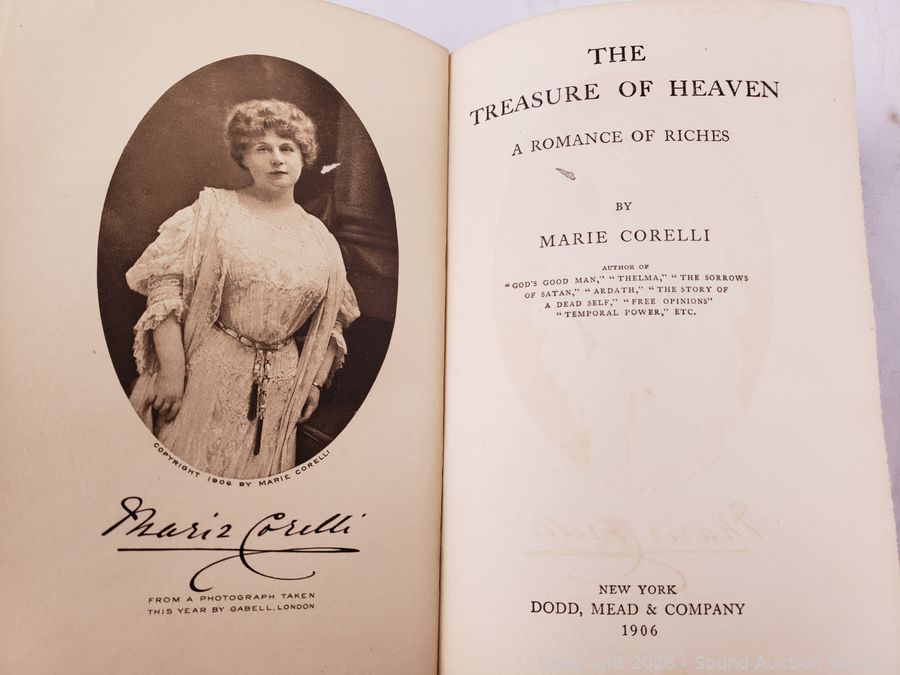 COPYRIGHT 1906 BY MARIE CORELLI
Marie Corelli
FROM A PHOTOGRAPH TAKEN
THIS YEAR BY GABELL, LONDON
THE
TREASURE OF HEAVEN
A ROMANCE OF RICHES
BY
MARIE CORELLI
AUTHOR OF
"GOD'S GOOD MAN," "THELMA," "THE SORROWS
OF SATAN," "ARDATH," "THE STORY OF
A DEAD SELF," "FREE OPINIONS"
"TEMPORAL POWER," ETC.
NEW YORK
DODD, MEAD & COMPANY
1906
Copyright 2026 - Sound Auction Service